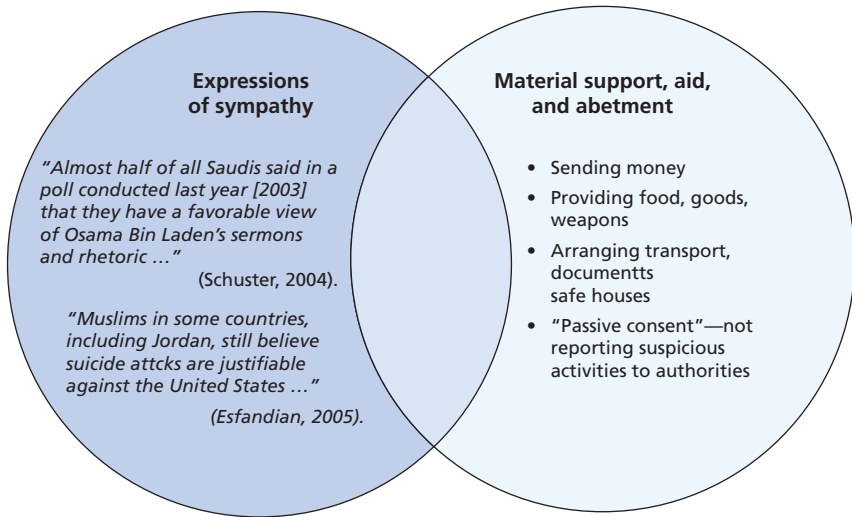 Expressions
of sympathy
“Almost half of all Saudis said in a
poll conducted last year [2003]
that they have a favorable view
of Osama Bin Laden’s sermons
and rhetoric …”
(Schuster, 2004).
“Muslims in some countries,
including Jordan, still believe
suicide attcks are justifiable
against the United States …”
(Esfandian, 2005).
Material support, aid,
and abetment
• Sending money
• Providing food, goods,
weapons
• Arranging transport,
documentts
safe houses
• “Passive consent”—not
reporting suspicious
activities to authorities